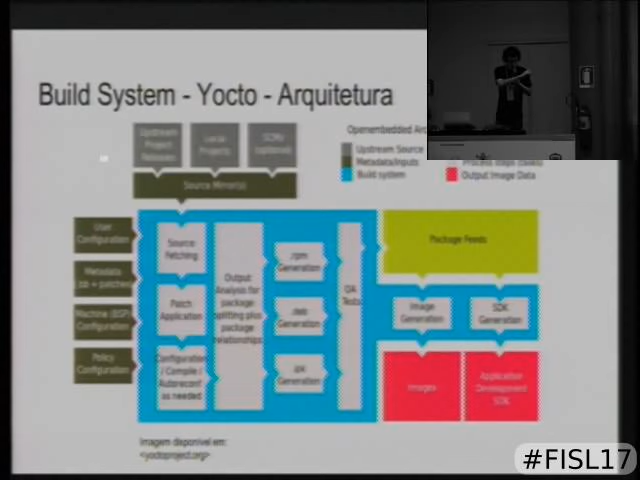 Build System - Yocto - Arquitetura
Upstream
Project
Releases
Local
Projects
SCMs
(optional)
Source Mirror(s)
Openembedded
Upstream Source
Metadata/Inputs
Build system
Process steps (tasks)
Output Image Data
User
Configuration
Metadata
(.bb + patches)
Machine (BSP)
Configuration
Policy
Configuration
Source
Fetching
Patch
Application
Configuration
/ Compile /
Autoreconf
as needed
Output
Analysis for
package
splitting plus
package
relationships
.rpm
Generation
.deb
Generation
.ipk
Generation
QA
Tests
Package Feeds
Image
Generation
SDK
Generation
Images
Application
Development
SDK
Imagem disponível em:
<yoctoproject.org>
#FISL17